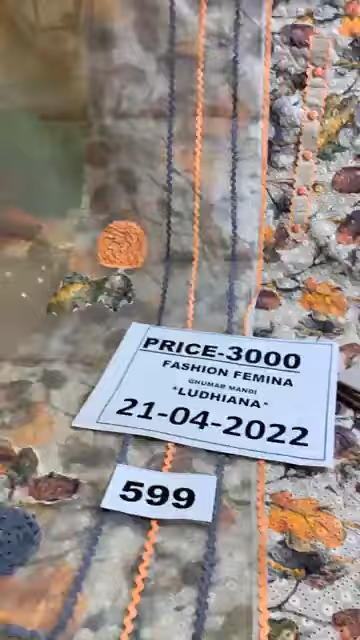 PRICE-3000
FASHION FEMINA
GHUMAR MANDI
*LUDHIANA*
21-04-2022
599